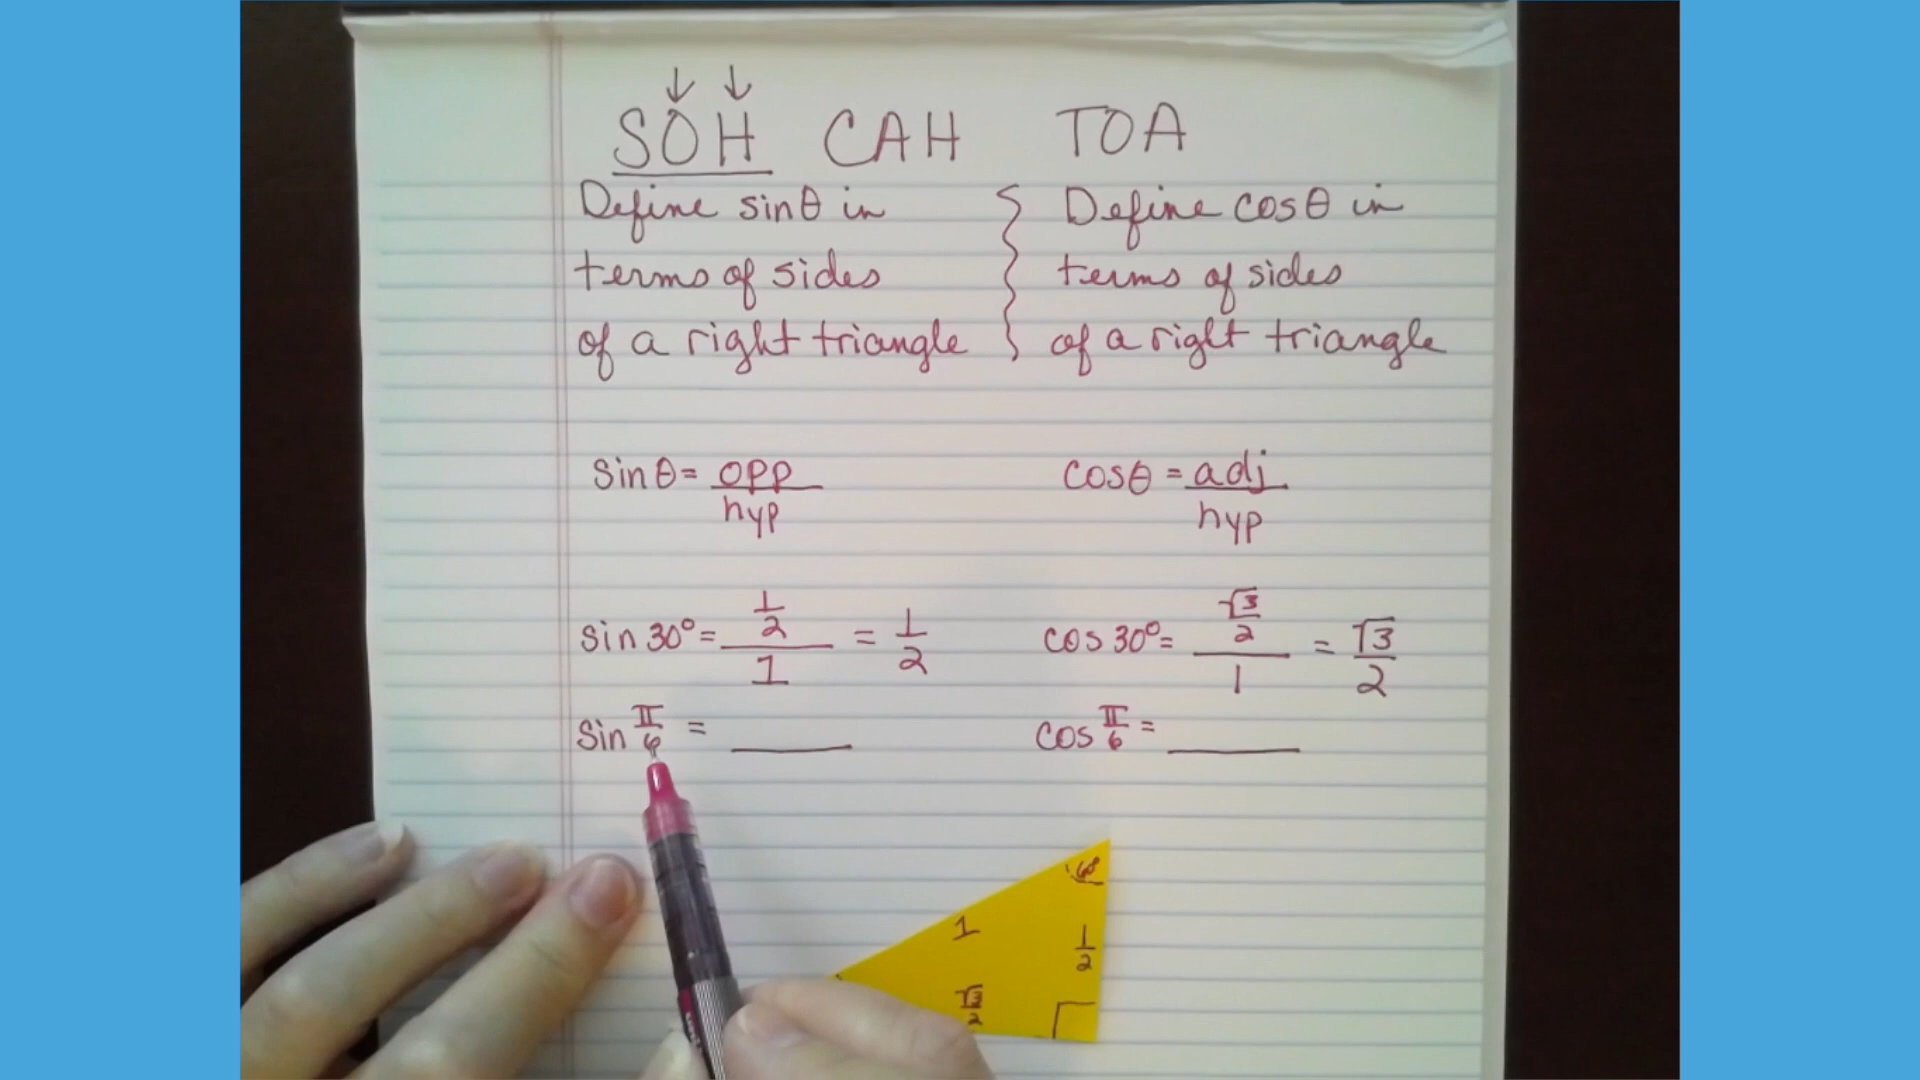 ↓ ↓
SOH CAH TOA
Define sinθ in
terms of sides
of a right triangle
Define cosθ in
terms of sides
of a right triangle
sinθ = opp/hyp
cosθ = adj/hyp
sin 30° = (1/2)/1 = 1/2
cos 30° = (√3/2)/1 = √3/2
sin π/6 = ____
cos π/6 = ____
60°
1
1/2
√3/2